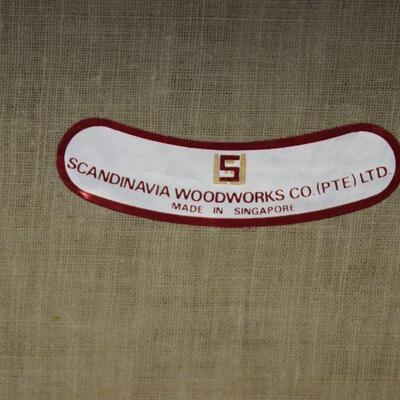 S
SCANDINAVIA WOODWORKS CO.(PTE) LTD.
MADE IN SINGAPORE